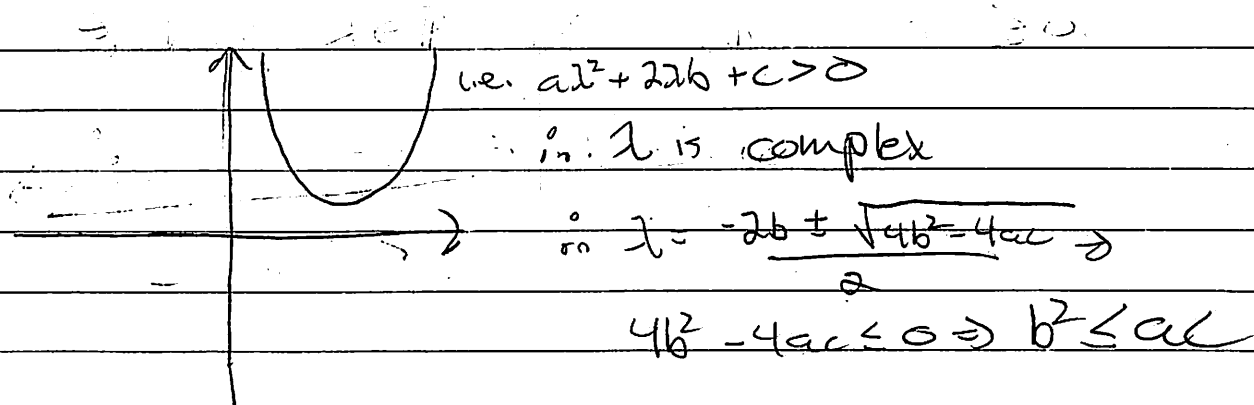 i.e. aλ² + 2λb + c > 0
∴ λ is complex
∴ λ = (-2b ± √(4b² - 4ac))/2 ⇒
4b² - 4ac ≤ 0 ⇒ b² ≤ ac